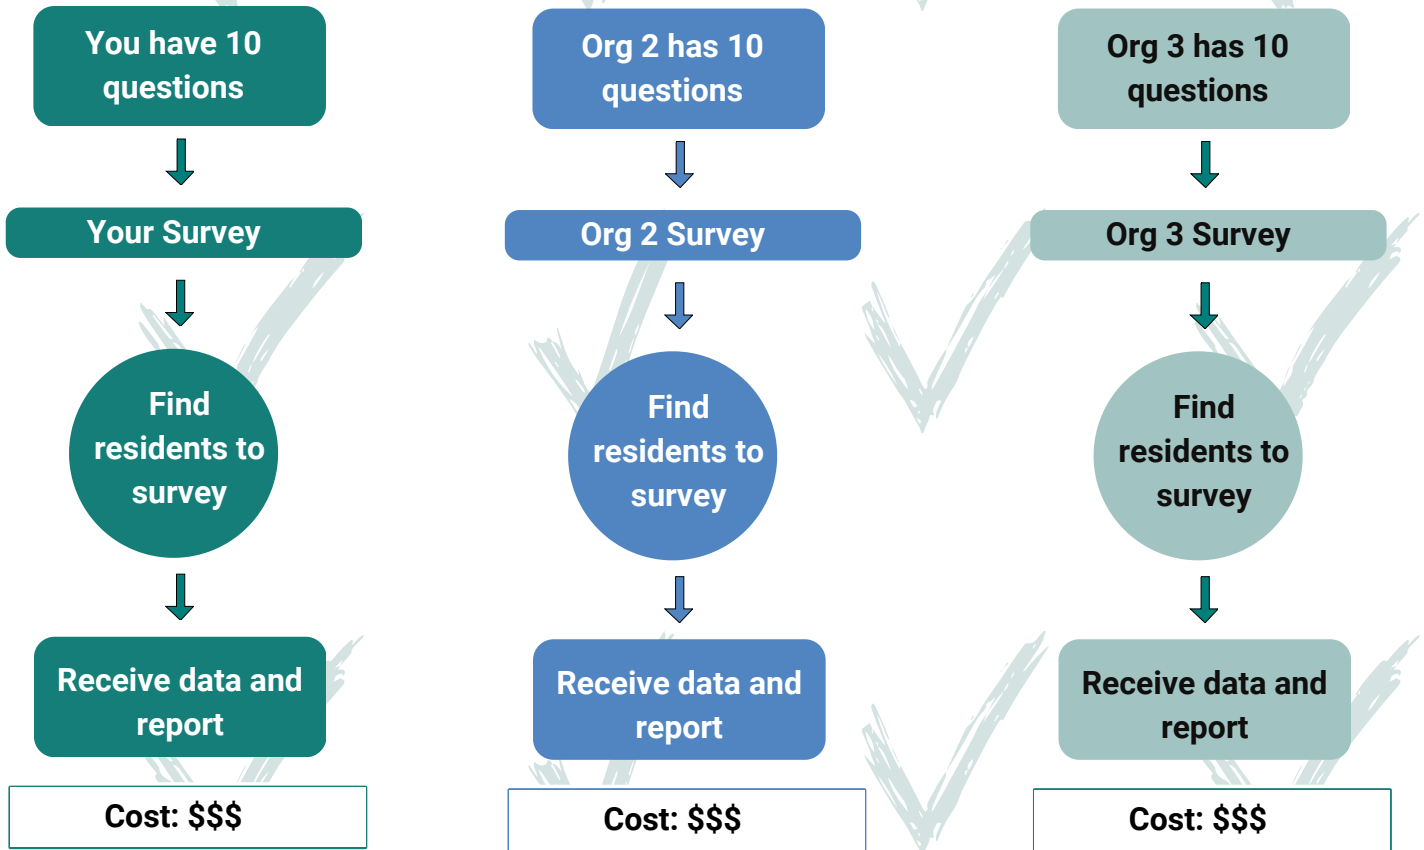 You have 10
questions
Your Survey
Find
residents to
survey
Receive data and
report
Cost: $$$
Org 2 has 10
questions
Org 2 Survey
Find
residents to
survey
Receive data and
report
Cost: $$$
Org 3 has 10
questions
Org 3 Survey
Find
residents to
survey
Receive data and
report
Cost: $$$